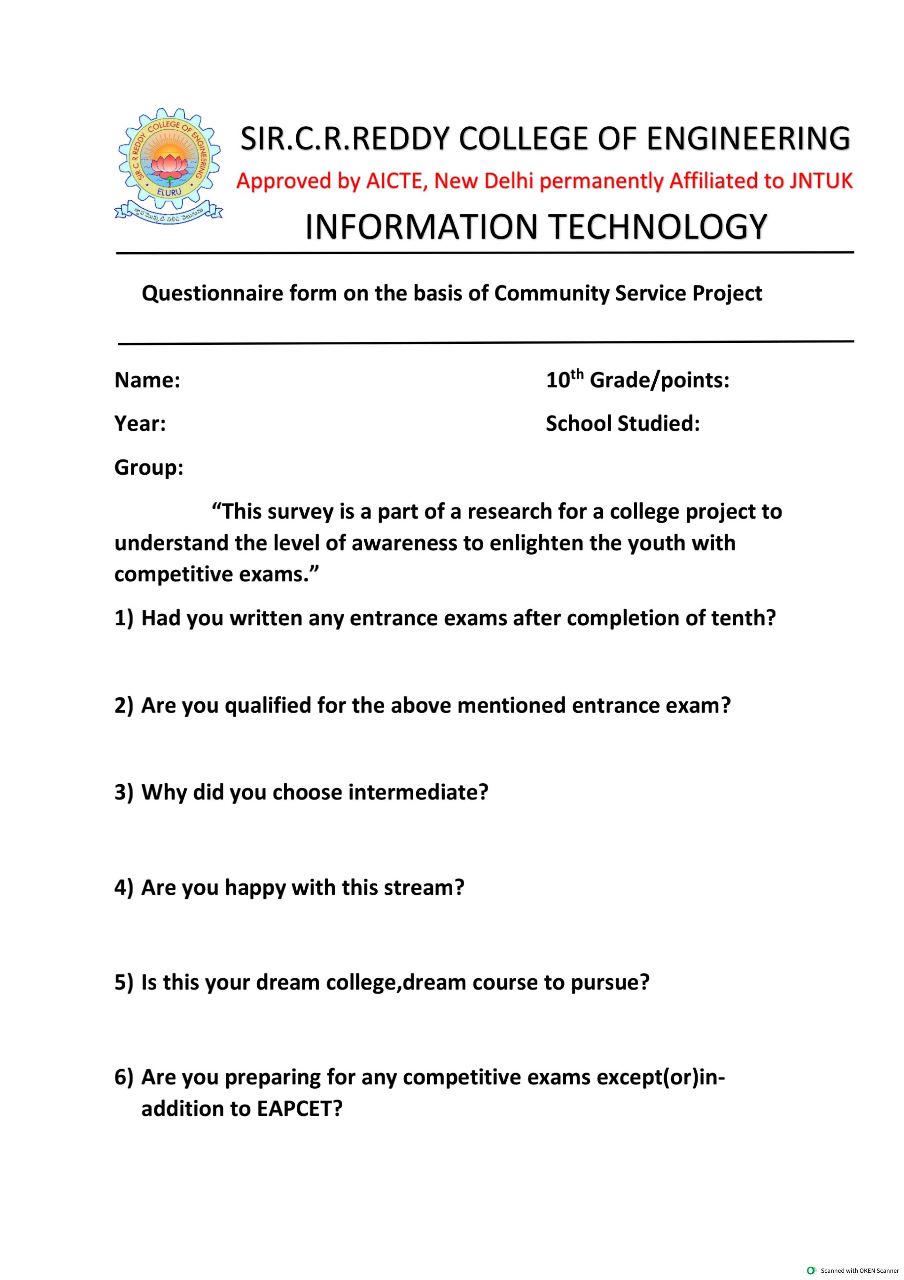 SIR C R REDDY COLLEGE OF ENGINEERING
ELURU
SIR.C.R.REDDY COLLEGE OF ENGINEERING
Approved by AICTE, New Delhi permanently Affiliated to JNTUK
INFORMATION TECHNOLOGY
Questionnaire form on the basis of Community Service Project
Name: 10th Grade/points:
Year: School Studied:
Group:
“This survey is a part of a research for a college project to
understand the level of awareness to enlighten the youth with
competitive exams.”
1) Had you written any entrance exams after completion of tenth?
2) Are you qualified for the above mentioned entrance exam?
3) Why did you choose intermediate?
4) Are you happy with this stream?
5) Is this your dream college,dream course to pursue?
6) Are you preparing for any competitive exams except(or)in-
addition to EAPCET?
Scanned with OKEN Scanner